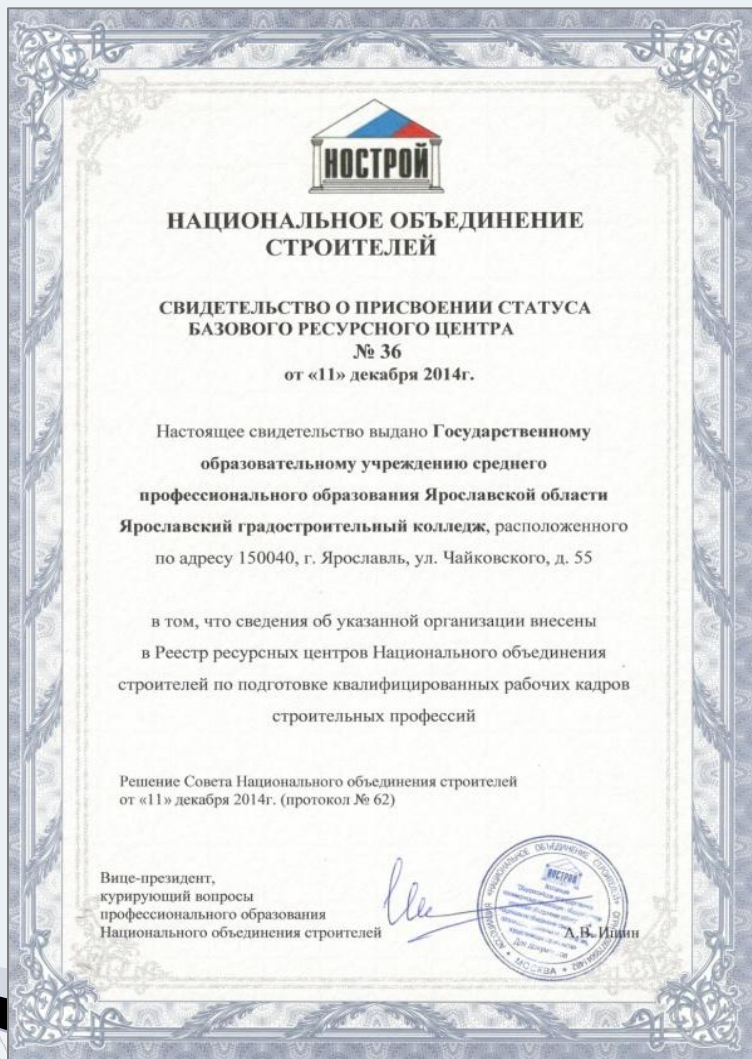 НОСТРОЙ
НАЦИОНАЛЬНОЕ ОБЪЕДИНЕНИЕ
СТРОИТЕЛЕЙ
СВИДЕТЕЛЬСТВО О ПРИСВОЕНИИ СТАТУСА
БАЗОВОГО РЕСУРСНОГО ЦЕНТРА
№ 36
от «11» декабря 2014г.
Настоящее свидетельство выдано Государственному
образовательному учреждению среднего
профессионального образования Ярославской области
Ярославский градостроительный колледж, расположенного
по адресу 150040, г. Ярославль, ул. Чайковского, д. 55
в том, что сведения об указанной организации внесены
в Реестр ресурсных центров Национального объединения
строителей по подготовке квалифицированных рабочих кадров
строительных профессий
Решение Совета Национального объединения строителей
от «11» декабря 2014г. (протокол № 62)
Вице-президент,
курирующий вопросы
профессионального образования
Национального объединения строителей
А.В. Ишин
НОСТРОЙ
Для документов
МОСКВА